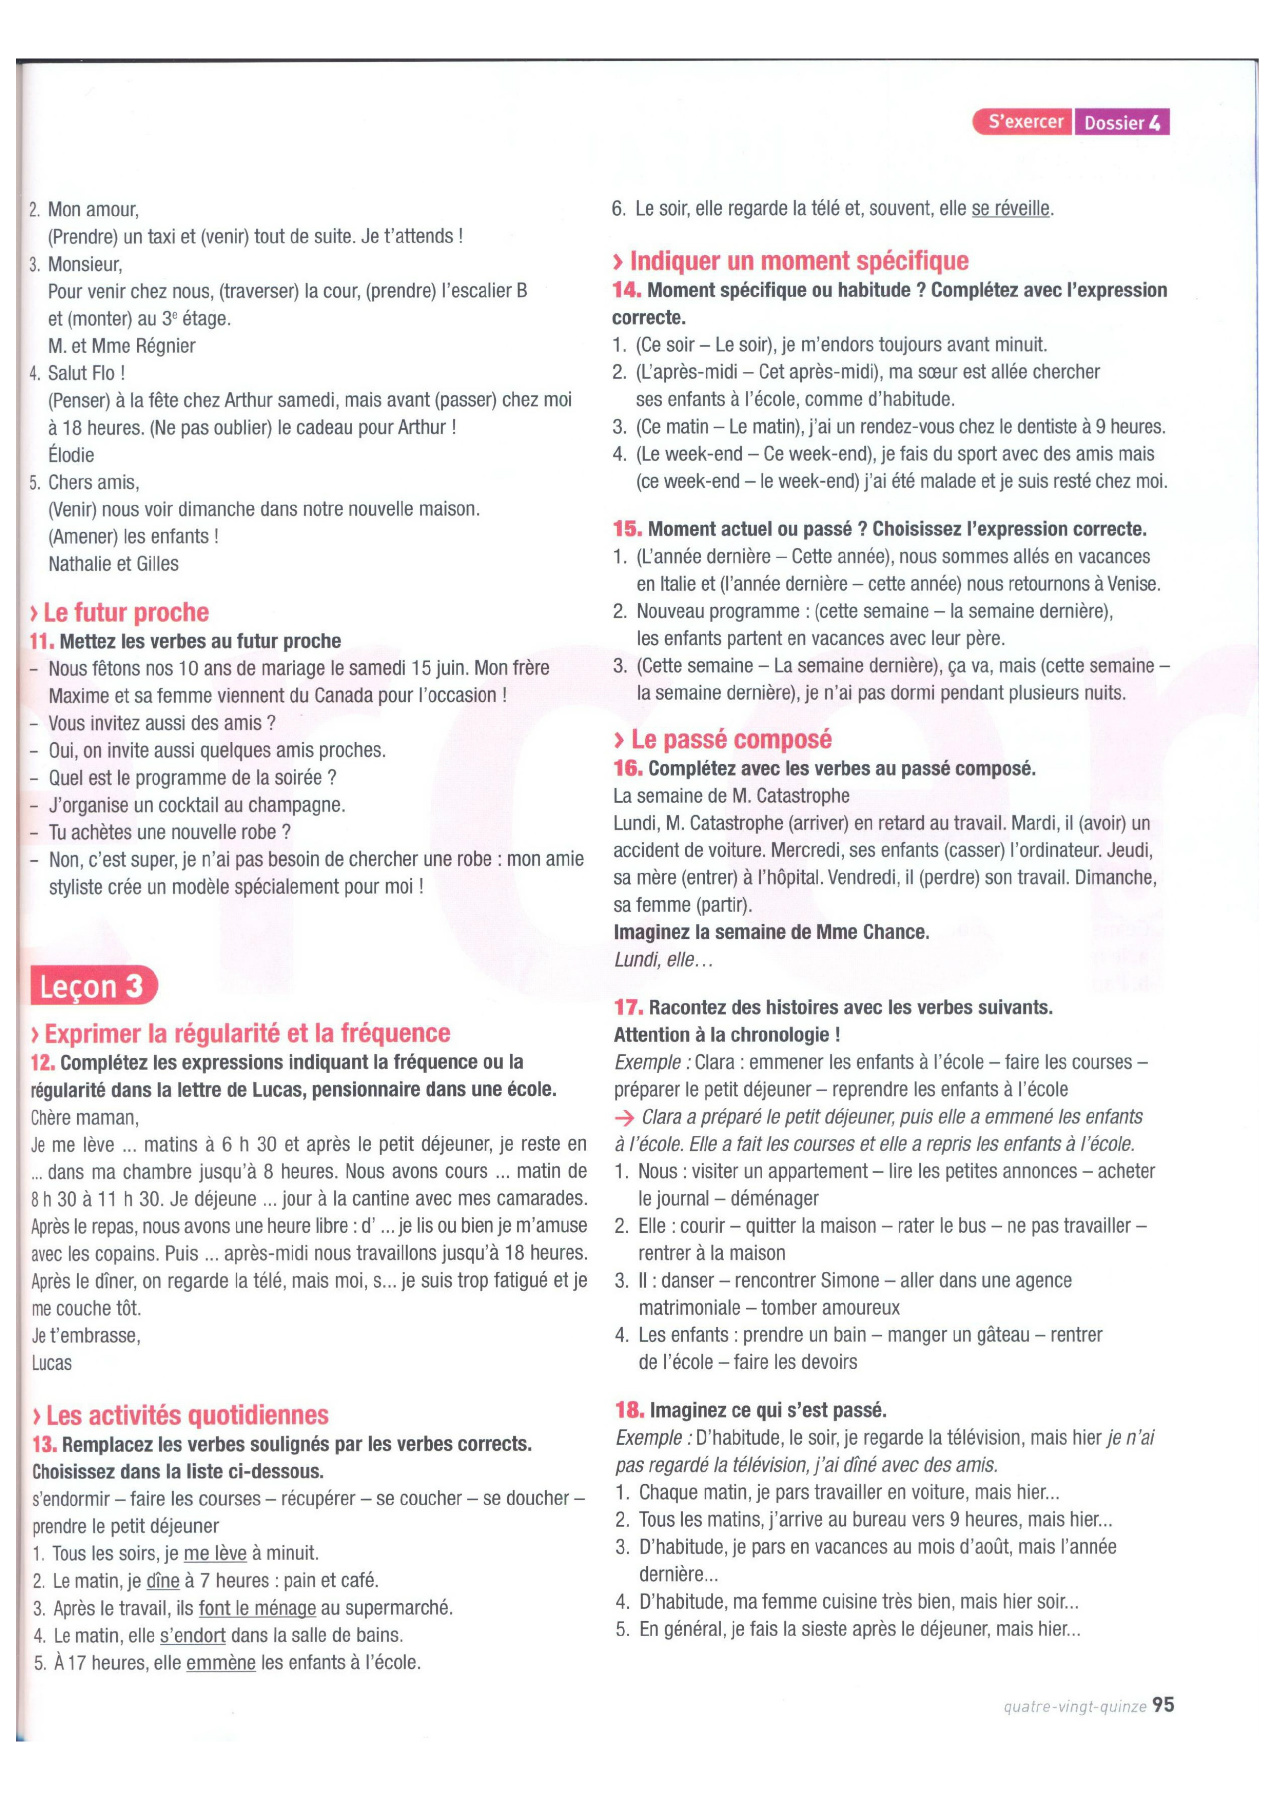 S'exercer Dossier 4
2. Mon amour,
(Prendre) un taxi et (venir) tout de suite. Je t'attends !
3. Monsieur,
Pour venir chez nous, (traverser) la cour, (prendre) l'escalier B
et (monter) au 3e étage.
M. et Mme Régnier
4. Salut Flo !
(Penser) à la fête chez Arthur samedi, mais avant (passer) chez moi
à 18 heures. (Ne pas oublier) le cadeau pour Arthur !
Élodie
5. Chers amis,
(Venir) nous voir dimanche dans notre nouvelle maison.
(Amener) les enfants !
Nathalie et Gilles
› Le futur proche
11. Mettez les verbes au futur proche
– Nous fêtons nos 10 ans de mariage le samedi 15 juin. Mon frère
Maxime et sa femme viennent du Canada pour l'occasion !
– Vous invitez aussi des amis ?
– Oui, on invite aussi quelques amis proches.
– Quel est le programme de la soirée ?
– J'organise un cocktail au champagne.
– Tu achètes une nouvelle robe ?
– Non, c'est super, je n'ai pas besoin de chercher une robe : mon amie
styliste crée un modèle spécialement pour moi !
Leçon 3
› Exprimer la régularité et la fréquence
12. Complétez les expressions indiquant la fréquence ou la
régularité dans la lettre de Lucas, pensionnaire dans une école.
Chère maman,
Je me lève ... matins à 6 h 30 et après le petit déjeuner, je reste en
... dans ma chambre jusqu'à 8 heures. Nous avons cours ... matin de
8 h 30 à 11 h 30. Je déjeune ... jour à la cantine avec mes camarades.
Après le repas, nous avons une heure libre : d' ... je lis ou bien je m'amuse
avec les copains. Puis ... après-midi nous travaillons jusqu'à 18 heures.
Après le dîner, on regarde la télé, mais moi, s... je suis trop fatigué et je
me couche tôt.
Je t'embrasse,
Lucas
› Les activités quotidiennes
13. Remplacez les verbes soulignés par les verbes corrects.
Choisissez dans la liste ci-dessous.
s'endormir – faire les courses – récupérer – se coucher – se doucher –
prendre le petit déjeuner
1. Tous les soirs, je me lève à minuit.
2. Le matin, je dîne à 7 heures : pain et café.
3. Après le travail, ils font le ménage au supermarché.
4. Le matin, elle s'endort dans la salle de bains.
5. À 17 heures, elle emmène les enfants à l'école.
6. Le soir, elle regarde la télé et, souvent, elle se réveille.
› Indiquer un moment spécifique
14. Moment spécifique ou habitude ? Complétez avec l'expression
correcte.
1. (Ce soir – Le soir), je m'endors toujours avant minuit.
2. (L'après-midi – Cet après-midi), ma sœur est allée chercher
ses enfants à l'école, comme d'habitude.
3. (Ce matin – Le matin), j'ai un rendez-vous chez le dentiste à 9 heures.
4. (Le week-end – Ce week-end), je fais du sport avec des amis mais
(ce week-end – le week-end) j'ai été malade et je suis resté chez moi.
15. Moment actuel ou passé ? Choisissez l'expression correcte.
1. (L'année dernière – Cette année), nous sommes allés en vacances
en Italie et (l'année dernière – cette année) nous retournons à Venise.
2. Nouveau programme : (cette semaine – la semaine dernière),
les enfants partent en vacances avec leur père.
3. (Cette semaine – La semaine dernière), ça va, mais (cette semaine –
la semaine dernière), je n'ai pas dormi pendant plusieurs nuits.
› Le passé composé
16. Complétez avec les verbes au passé composé.
La semaine de M. Catastrophe
Lundi, M. Catastrophe (arriver) en retard au travail. Mardi, il (avoir) un
accident de voiture. Mercredi, ses enfants (casser) l'ordinateur. Jeudi,
sa mère (entrer) à l'hôpital. Vendredi, il (perdre) son travail. Dimanche,
sa femme (partir).
Imaginez la semaine de Mme Chance.
Lundi, elle...
17. Racontez des histoires avec les verbes suivants.
Attention à la chronologie !
Exemple : Clara : emmener les enfants à l'école – faire les courses –
préparer le petit déjeuner – reprendre les enfants à l'école
→ Clara a préparé le petit déjeuner, puis elle a emmené les enfants
à l'école. Elle a fait les courses et elle a repris les enfants à l'école.
1. Nous : visiter un appartement – lire les petites annonces – acheter
le journal – déménager
2. Elle : courir – quitter la maison – rater le bus – ne pas travailler –
rentrer à la maison
3. Il : danser – rencontrer Simone – aller dans une agence
matrimoniale – tomber amoureux
4. Les enfants : prendre un bain – manger un gâteau – rentrer
de l'école – faire les devoirs
18. Imaginez ce qui s'est passé.
Exemple : D'habitude, le soir, je regarde la télévision, mais hier je n'ai
pas regardé la télévision, j'ai dîné avec des amis.
1. Chaque matin, je pars travailler en voiture, mais hier...
2. Tous les matins, j'arrive au bureau vers 9 heures, mais hier...
3. D'habitude, je pars en vacances au mois d'août, mais l'année
dernière...
4. D'habitude, ma femme cuisine très bien, mais hier soir...
5. En général, je fais la sieste après le déjeuner, mais hier...
quatre-vingt-quinze 95